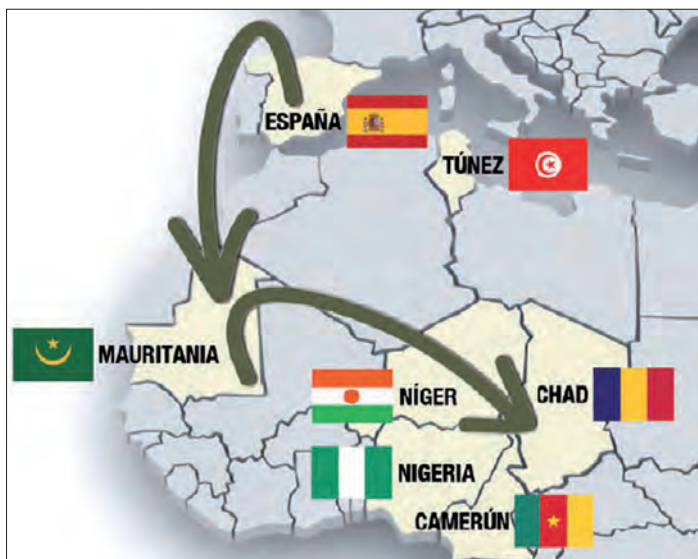 ESPAÑA
TÚNEZ
MAURITANIA
NÍGER
CHAD
NIGERIA
CAMERÚN